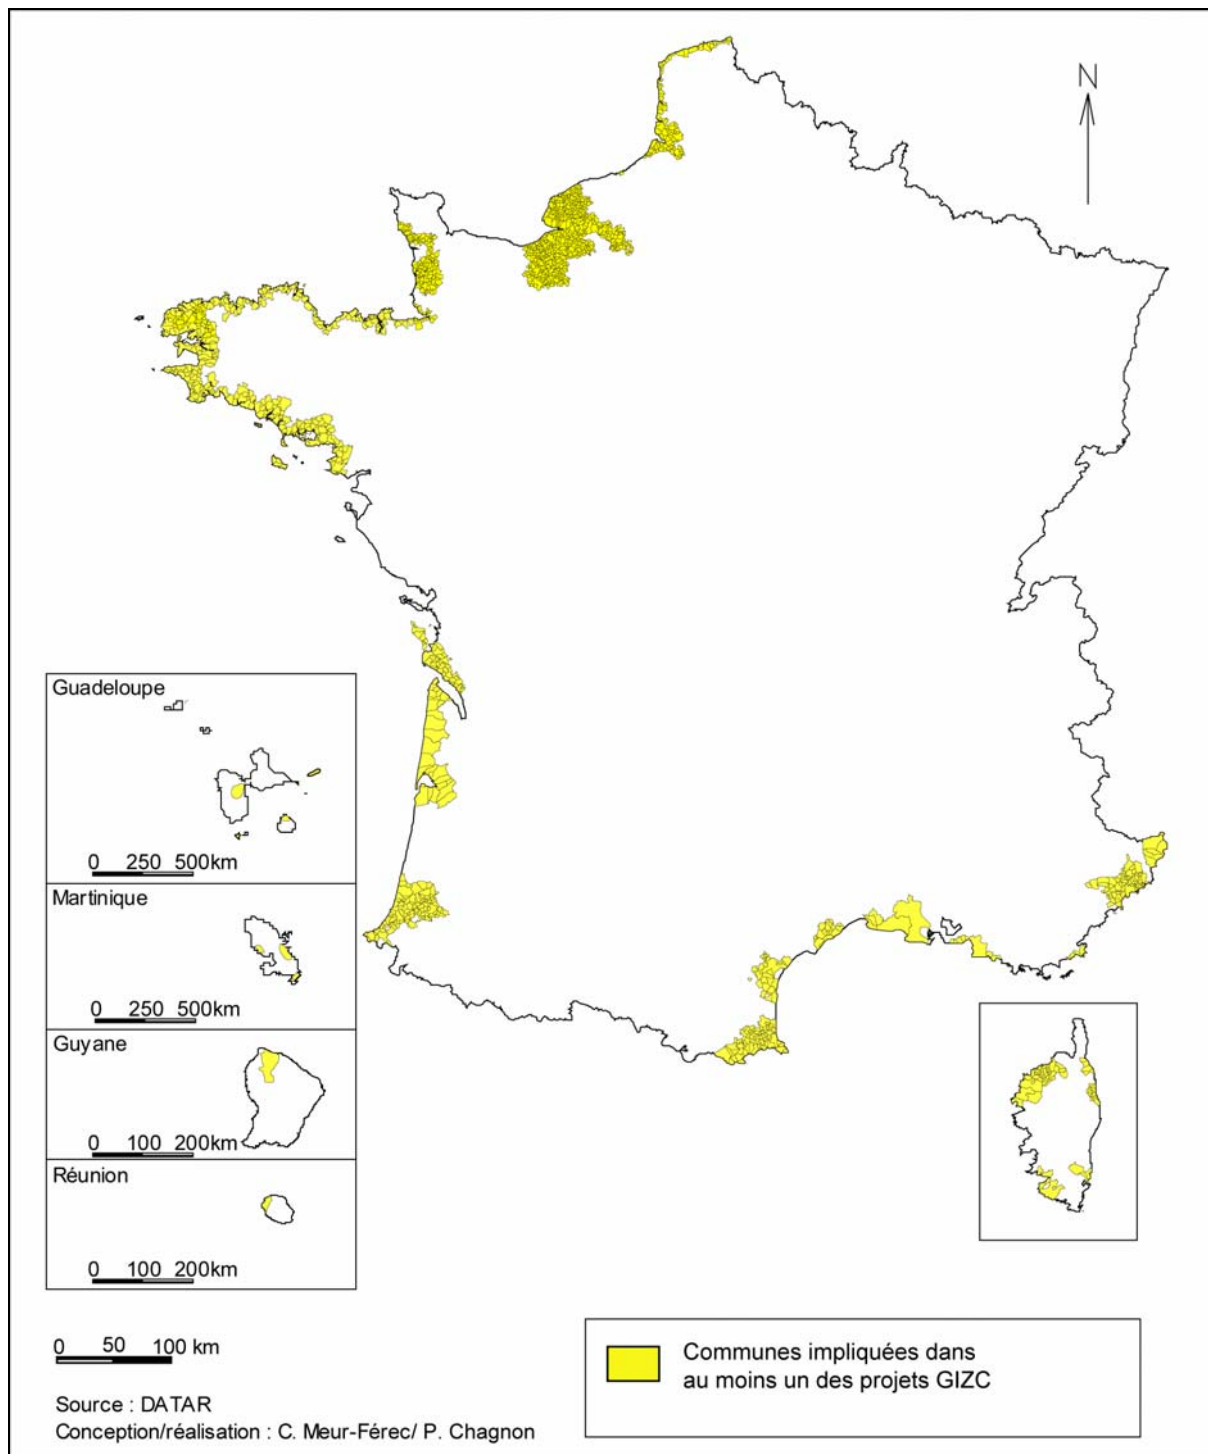 N
Guadeloupe
0 250 500km
Martinique
0 250 500km
Guyane
0 100 200km
Réunion
0 100 200km
0 50 100 km
Communes impliquées dans
au moins un des projets GIZC
Source : DATAR
Conception/réalisation : C. Meur-Férec/ P. Chagnon